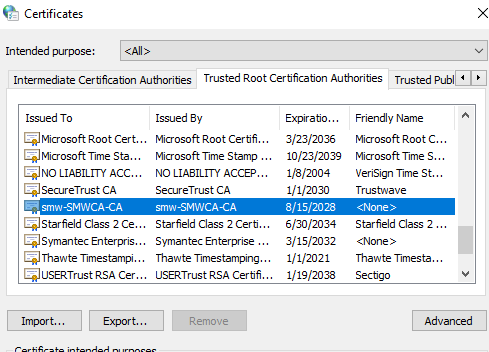 Certificates
Intended purpose: <All>
Intermediate Certification Authorities Trusted Root Certification Authorities Trusted Publ
Issued To Issued By Expiratio... Friendly Name
Microsoft Root Cert... Microsoft Root Certifi... 3/23/2036 Microsoft Root C...
Microsoft Time Sta... Microsoft Time Stamp ... 10/23/2039 Microsoft Time S...
NO LIABILITY ACCEP... NO LIABILITY ACCEP... 1/8/2004 VeriSign Time St...
SecureTrust CA SecureTrust CA 1/1/2030 Trustwave
smw-SMWCA-CA smw-SMWCA-CA 8/15/2028 <None>
Starfield Class 2 Cer... Starfield Class 2 Certi... 6/30/2034 Starfield Class 2 ...
Symantec Enterpris... Symantec Enterprise ... 3/15/2032 <None>
Thawte Timestampi... Thawte Timestamping... 1/1/2021 Thawte Timesta...
USERTrust RSA Cer... USERTrust RSA Certifi... 1/19/2038 Sectigo
Import... Export... Remove Advanced
Certificate intended purposes